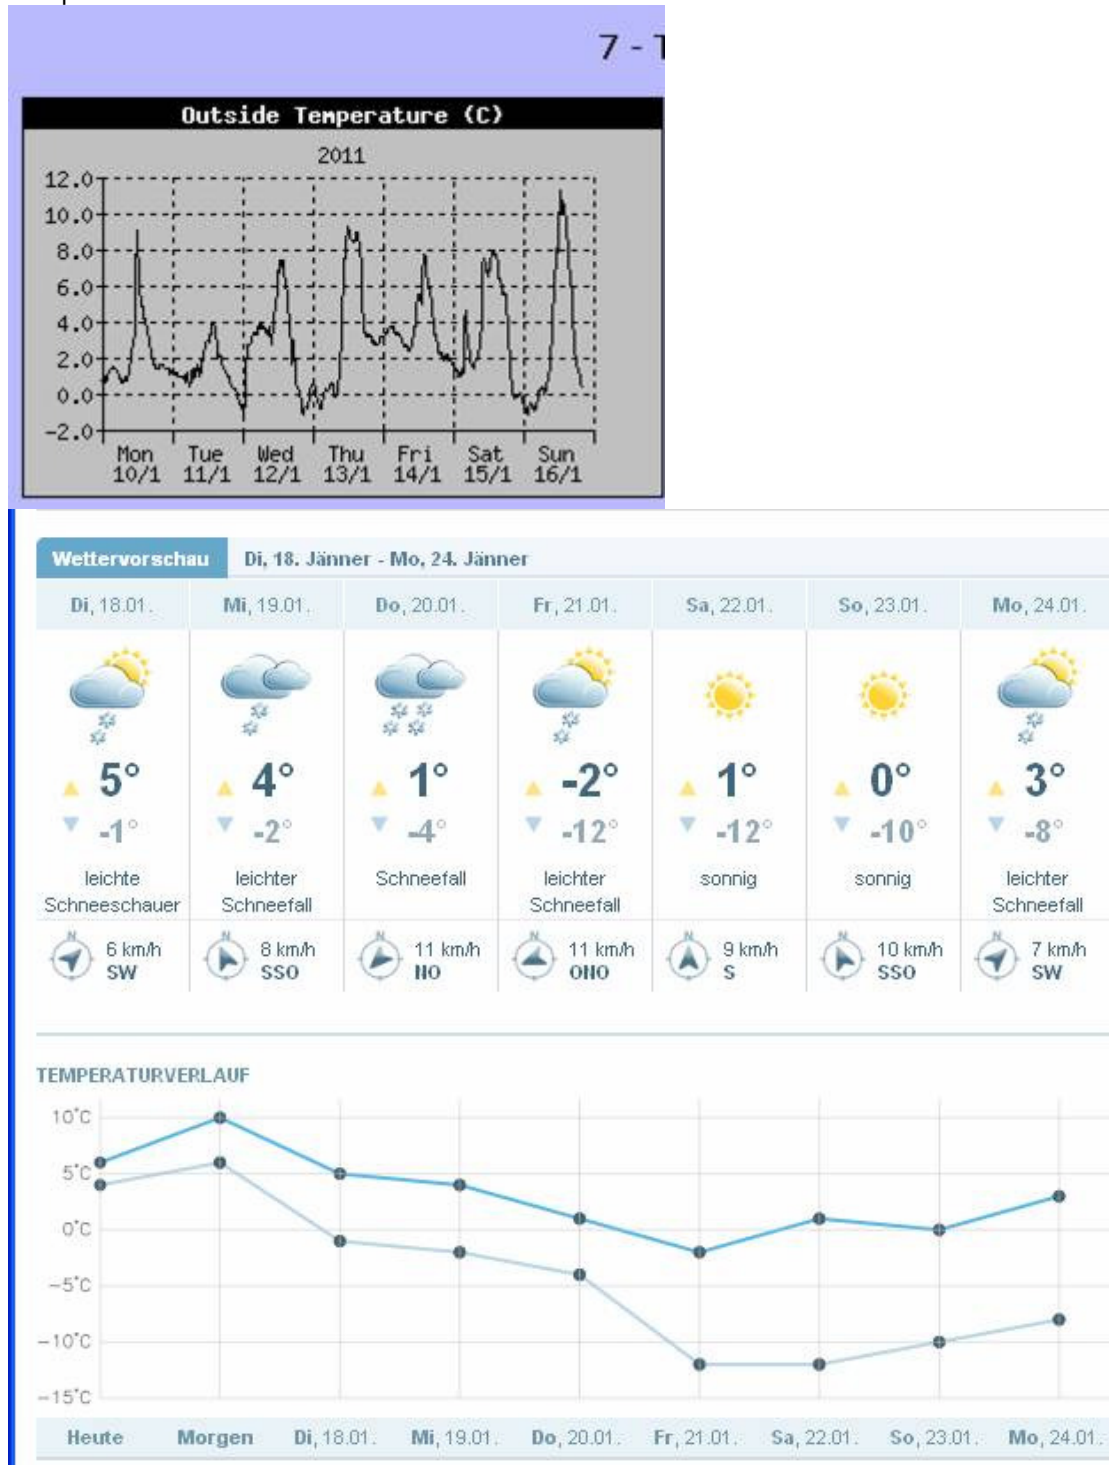 7 -
Outside Temperature (C)
2011
12.0
10.0
8.0
6.0
4.0
2.0
0.0
-2.0
Mon Tue Wed Thu Fri Sat Sun
10/1 11/1 12/1 13/1 14/1 15/1 16/1
Wettervorschau Di, 18. Jänner - Mo, 24. Jänner
Di, 18.01. Mi, 19.01. Do, 20.01. Fr, 21.01. Sa, 22.01. So, 23.01. Mo, 24.01.
5° 4° 1° -2° 1° 0° 3°
-1° -2° -4° -12° -12° -10° -8°
leichte leichter Schneefall leichter sonnig sonnig leichter
Schneeschauer Schneefall Schneefall Schneefall
N N N N N N N
6 km/h 8 km/h 11 km/h 11 km/h 9 km/h 10 km/h 7 km/h
SW SSO NO ONO S SSO SW
TEMPERATURVERLAUF
10°C
5°C
0°C
-5°C
-10°C
-15°C
Heute Morgen Di, 18.01. Mi, 19.01. Do, 20.01. Fr, 21.01. Sa, 22.01. So, 23.01. Mo, 24.01.